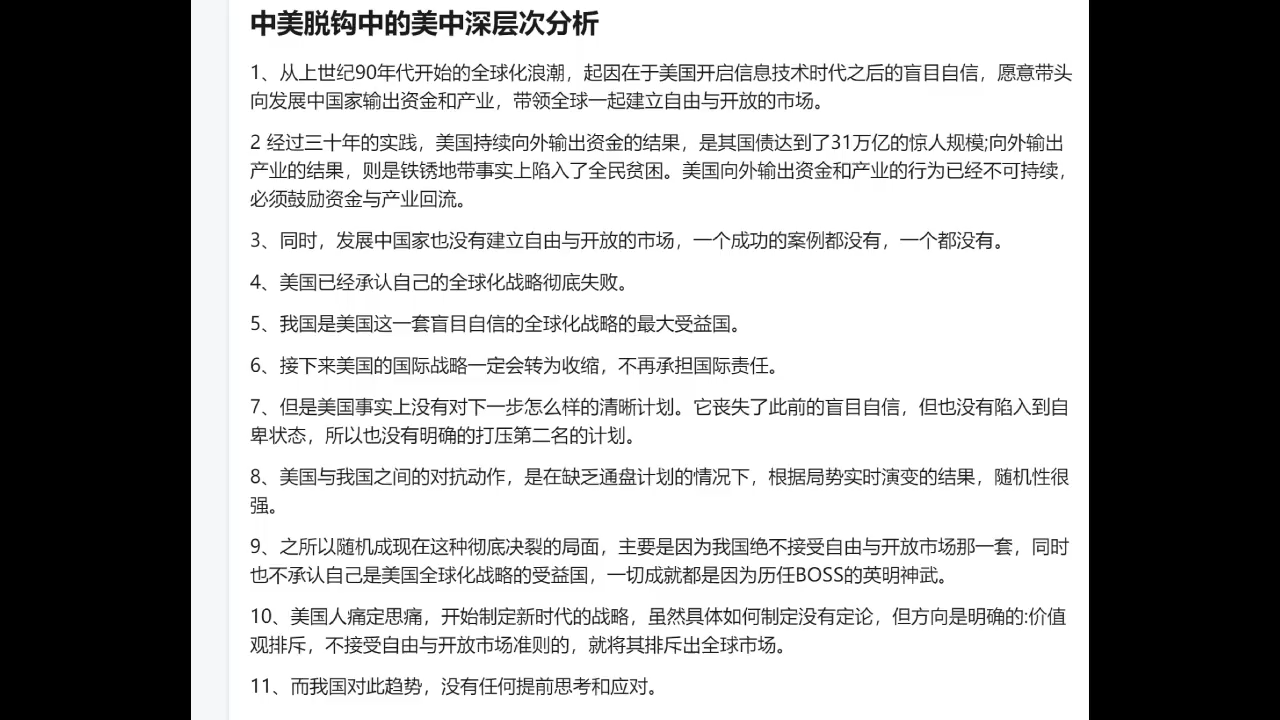 中美脱钩中的美中深层次分析
1、从上世纪90年代开始的全球化浪潮，起因在于美国开启信息技术时代之后的盲目自信，愿意带头
向发展中国家输出资金和产业，带领全球一起建立自由与开放的市场。
2 经过三十年的实践，美国持续向外输出资金的结果，是其国债达到了31万亿的惊人规模;向外输出
产业的结果，则是铁锈地带事实上陷入了全民贫困。美国向外输出资金和产业的行为已经不可持续，
必须鼓励资金与产业回流。
3、同时，发展中国家也没有建立自由与开放的市场，一个成功的案例都没有，一个都没有。
4、美国已经承认自己的全球化战略彻底失败。
5、我国是美国这一套盲目自信的全球化战略的最大受益国。
6、接下来美国的国际战略一定会转为收缩，不再承担国际责任。
7、但是美国事实上没有对下一步怎么样的清晰计划。它丧失了此前的盲目自信，但也没有陷入到自
卑状态，所以也没有明确的打压第二名的计划。
8、美国与我国之间的对抗动作，是在缺乏通盘计划的情况下，根据局势实时演变的结果，随机性很
强。
9、之所以随机成现在这种彻底决裂的局面，主要是因为我国绝不接受自由与开放市场那一套，同时
也不承认自己是美国全球化战略的受益国，一切成就都是因为历任BOSS的英明神武。
10、美国人痛定思痛，开始制定新时代的战略，虽然具体如何制定没有定论，但方向是明确的:价值
观排斥，不接受自由与开放市场准则的，就将其排斥出全球市场。
11、而我国对此趋势，没有任何提前思考和应对。